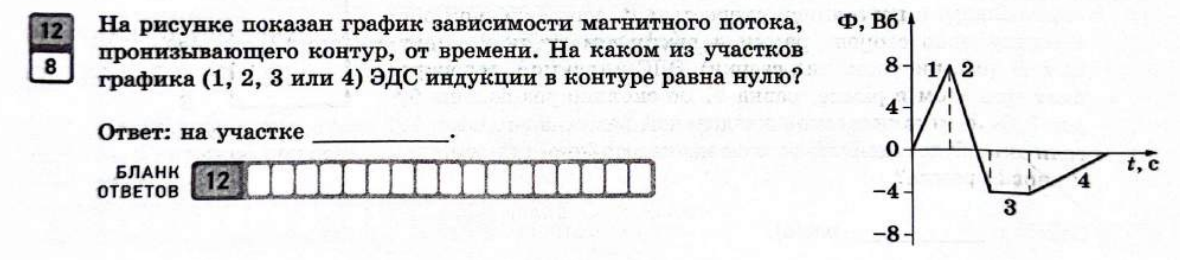 12
8
На рисунке показан график зависимости магнитного потока,
пронизывающего контур, от времени. На каком из участков
графика (1, 2, 3 или 4) ЭДС индукции в контуре равна нулю?
Ответ: на участке ____________.
БЛАНК
ОТВЕТОВ
12
Ф, Вб
8
4
0
−4
−8
1
2
3
4
t, с